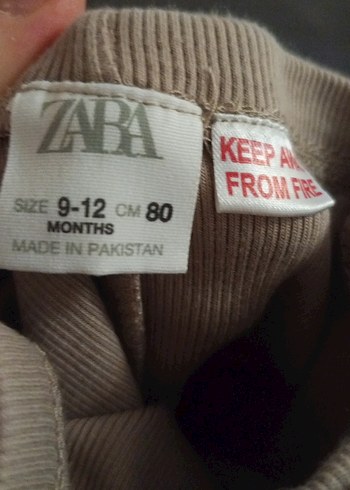 ZARA
SIZE 9-12 CM 80
MONTHS
MADE IN PAKISTAN
KEEP
FROM FIRE